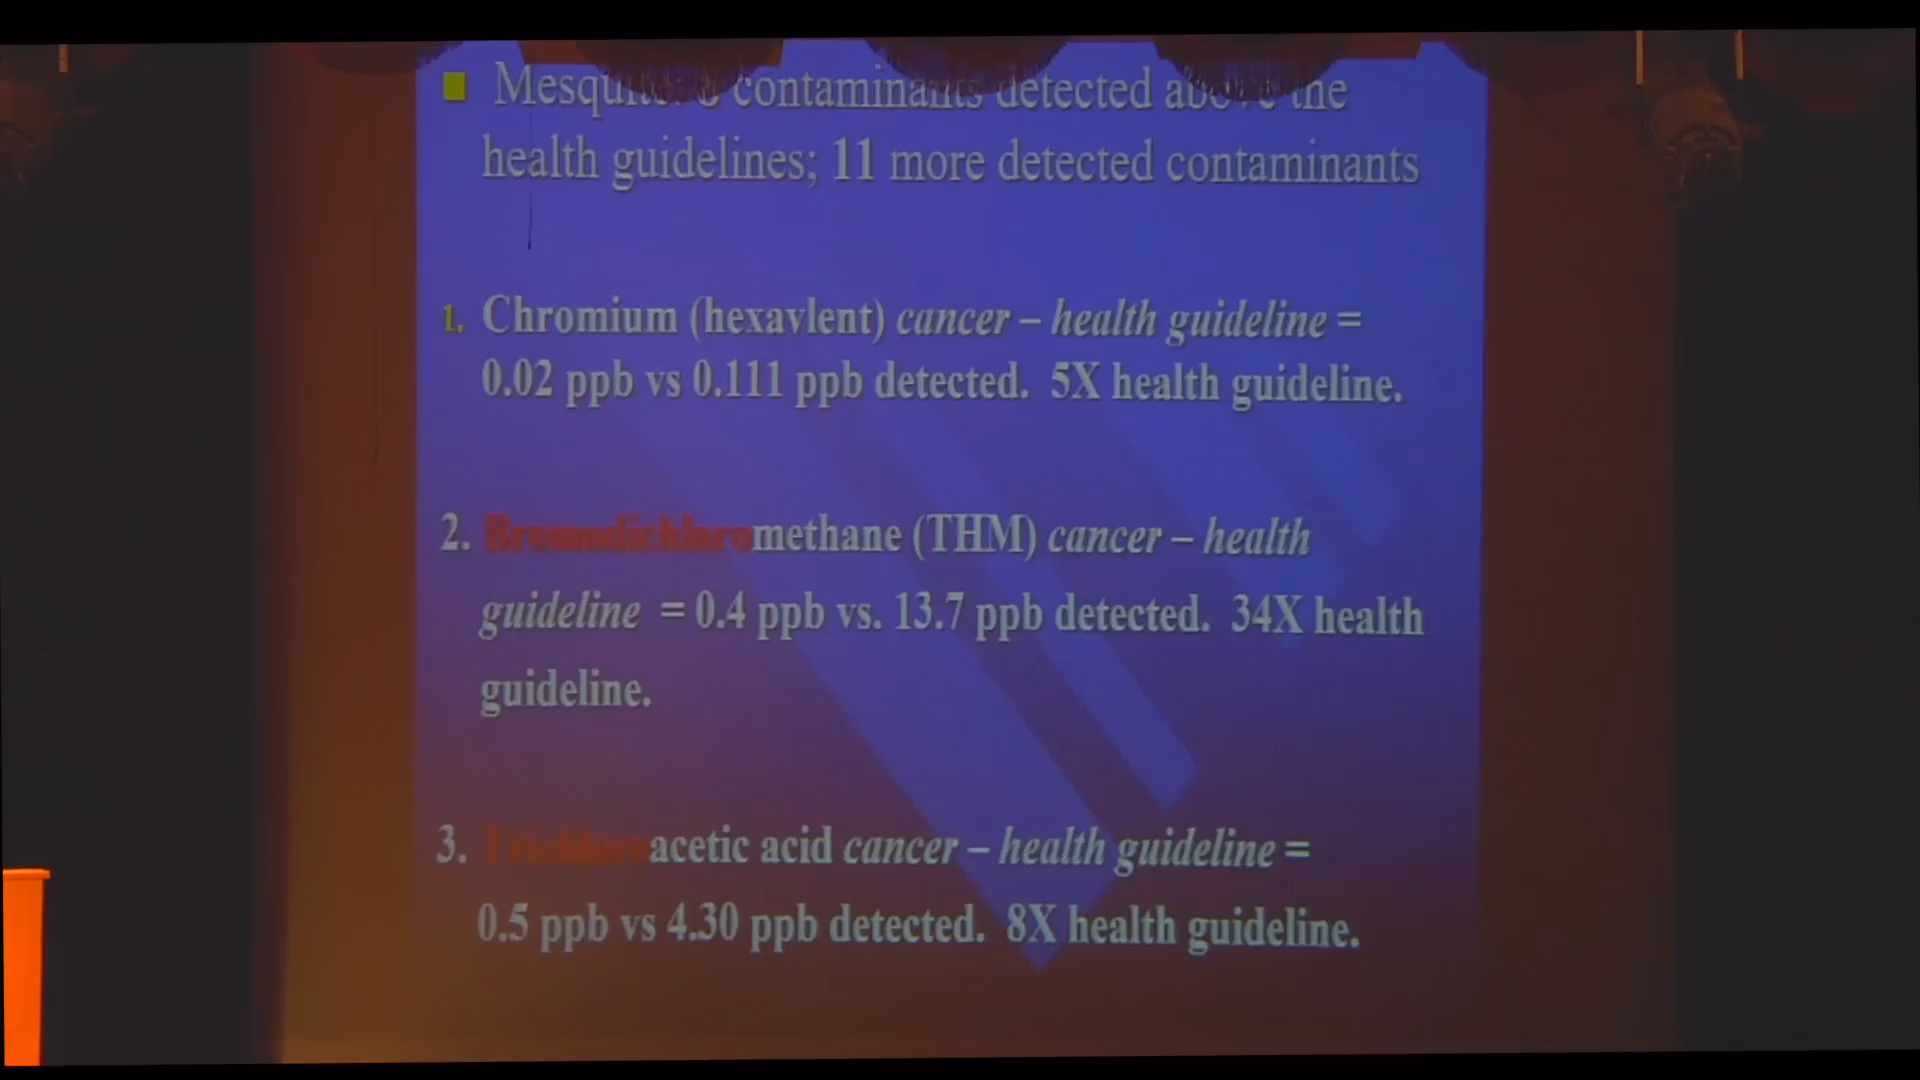 Mesquite: 8 contaminants detected above the
health guidelines; 11 more detected contaminants
1. Chromium (hexavlent) cancer – health guideline =
0.02 ppb vs 0.111 ppb detected. 5X health guideline.
2. Bromodichloromethane (THM) cancer – health
guideline = 0.4 ppb vs. 13.7 ppb detected. 34X health
guideline.
3. Trichloroacetic acid cancer – health guideline =
0.5 ppb vs 4.30 ppb detected. 8X health guideline.